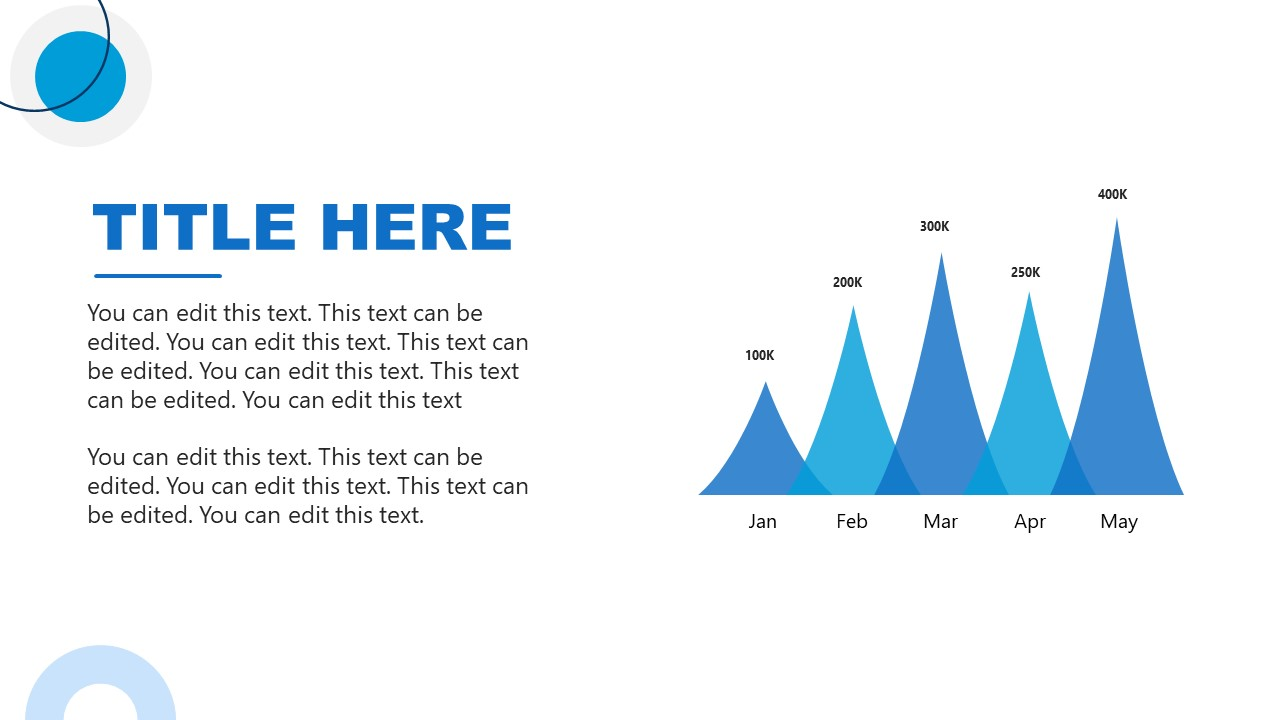 TITLE HERE
You can edit this text. This text can be
edited. You can edit this text. This text can
be edited. You can edit this text. This text
can be edited. You can edit this text
You can edit this text. This text can be
edited. You can edit this text. This text can
be edited. You can edit this text.
400K
300K
250K
200K
100K
Jan Feb Mar Apr May